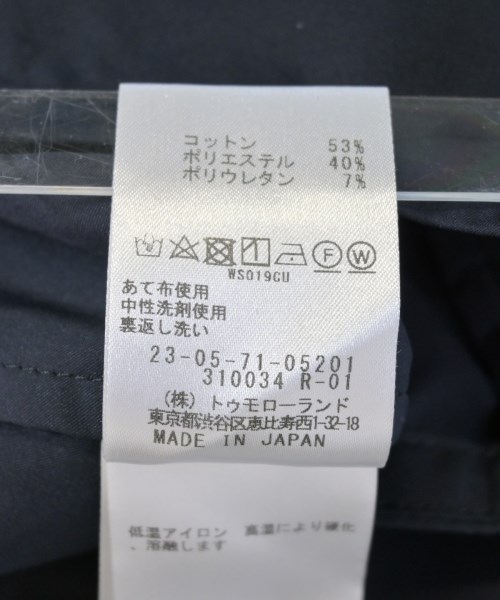 コットン 53%
ポリエステル 40%
ポリウレタン 7%
F W
WS019CU
あて布使用
中性洗剤使用
裏返し洗い
23-05-71-05201
310034 R-01
(株) トゥモローランド
東京都渋谷区恵比寿西1-32-18
MADE IN JAPAN
低温アイロン 高温により硬化
、溶融します